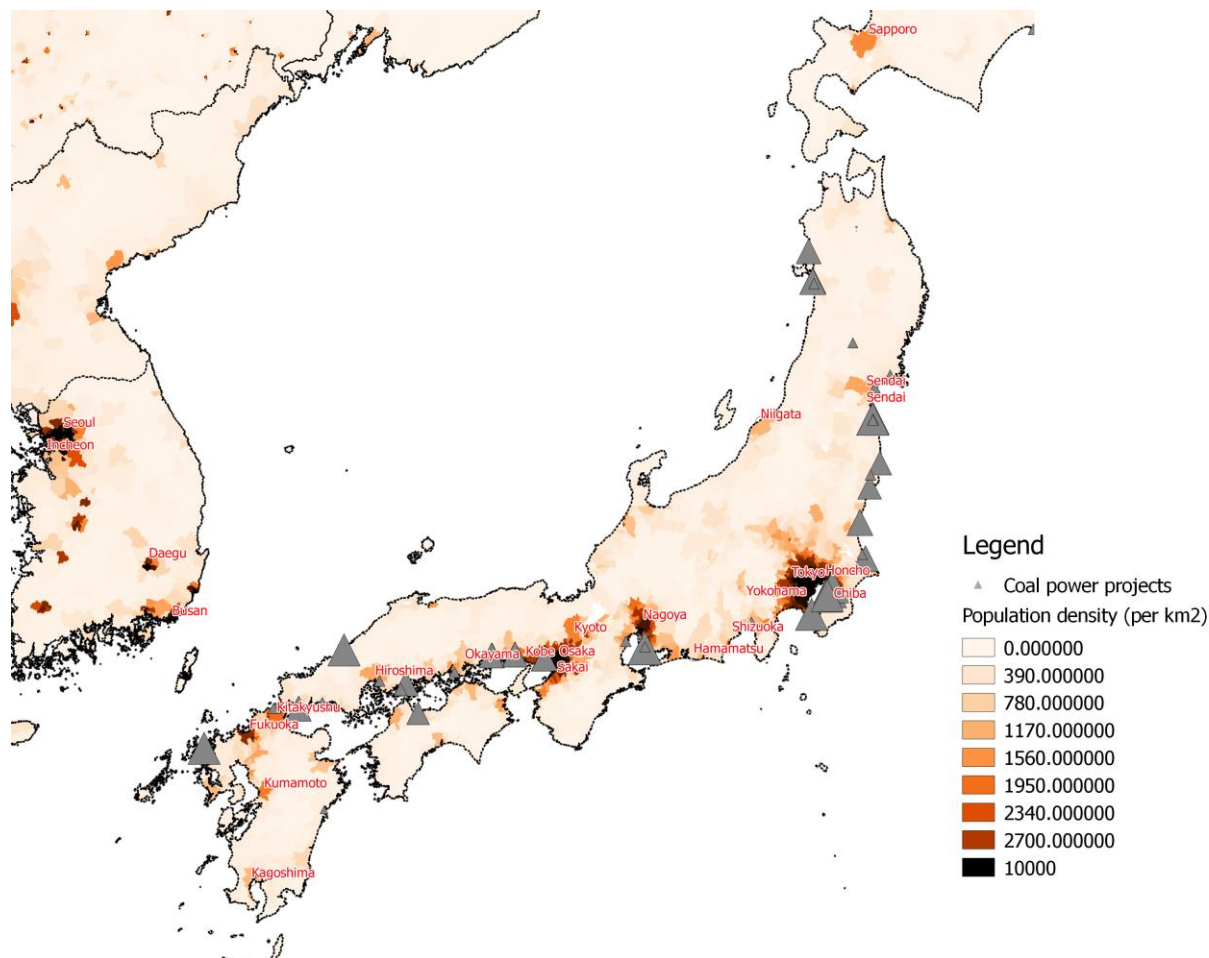 Sapporo
Sendai
Sendai
Niigata
Seoul
Incheon
Daegu
Busan
Tokyo
Honcho
Yokohama
Chiba
Nagoya
Shizuoka
Hamamatsu
Kyoto
Kobe
Osaka
Sakai
Okayama
Hiroshima
Kitakyushu
Fukuoka
Kumamoto
Kagoshima
Legend
Coal power projects
Population density (per km2)
0.000000
390.000000
780.000000
1170.000000
1560.000000
1950.000000
2340.000000
2700.000000
10000